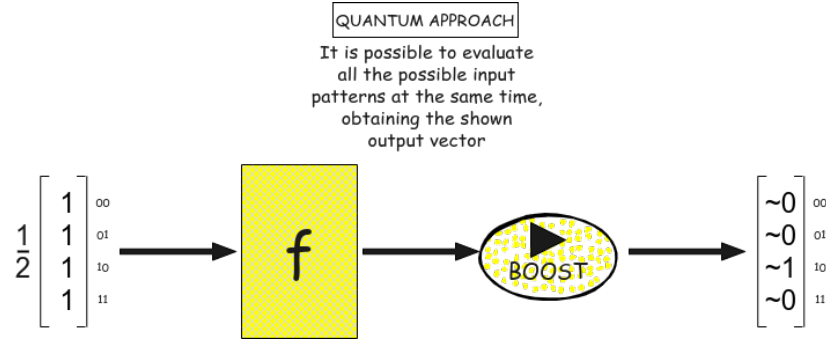 QUANTUM APPROACH
It is possible to evaluate
all the possible input
patterns at the same time,
obtaining the shown
output vector
1
2
1 00
1 01
1 10
1 11
f
BOOST
~0 00
~0 01
~1 10
~0 11